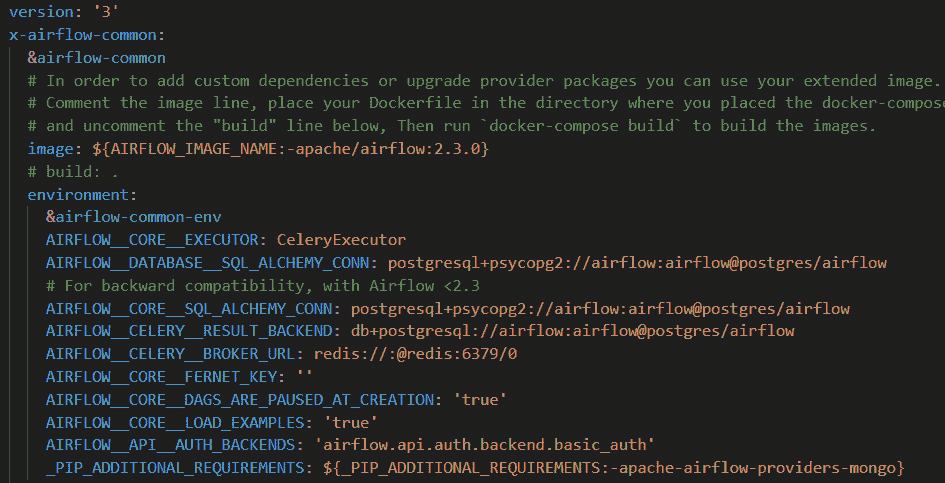 version: '3'
x-airflow-common:
&airflow-common
# In order to add custom dependencies or upgrade provider packages you can use your extended image.
# Comment the image line, place your Dockerfile in the directory where you placed the docker-compose
# and uncomment the "build" line below, Then run `docker-compose build` to build the images.
image: ${AIRFLOW_IMAGE_NAME:-apache/airflow:2.3.0}
# build: .
environment:
&airflow-common-env
AIRFLOW__CORE__EXECUTOR: CeleryExecutor
AIRFLOW__DATABASE__SQL_ALCHEMY_CONN: postgresql+psycopg2://airflow:airflow@postgres/airflow
# For backward compatibility, with Airflow <2.3
AIRFLOW__CORE__SQL_ALCHEMY_CONN: postgresql+psycopg2://airflow:airflow@postgres/airflow
AIRFLOW__CELERY__RESULT_BACKEND: db+postgresql://airflow:airflow@postgres/airflow
AIRFLOW__CELERY__BROKER_URL: redis://:@redis:6379/0
AIRFLOW__CORE__FERNET_KEY: ''
AIRFLOW__CORE__DAGS_ARE_PAUSED_AT_CREATION: 'true'
AIRFLOW__CORE__LOAD_EXAMPLES: 'true'
AIRFLOW__API__AUTH_BACKENDS: 'airflow.api.auth.backend.basic_auth'
_PIP_ADDITIONAL_REQUIREMENTS: ${_PIP_ADDITIONAL_REQUIREMENTS:-apache-airflow-providers-mongo}